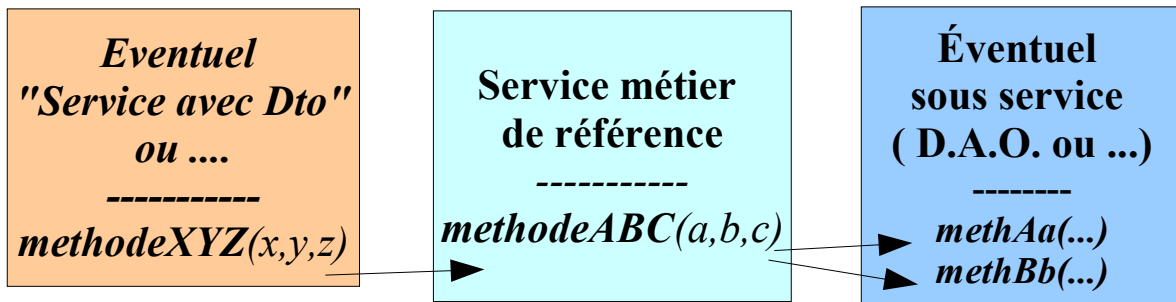 Eventuel
"Service avec Dto"
ou ....
-----------
methodeXYZ(x,y,z)
Service métier
de référence
-----------
methodeABC(a,b,c)
Éventuel
sous service
( D.A.O. ou ...)
--------
methAa(...)
methBb(...)